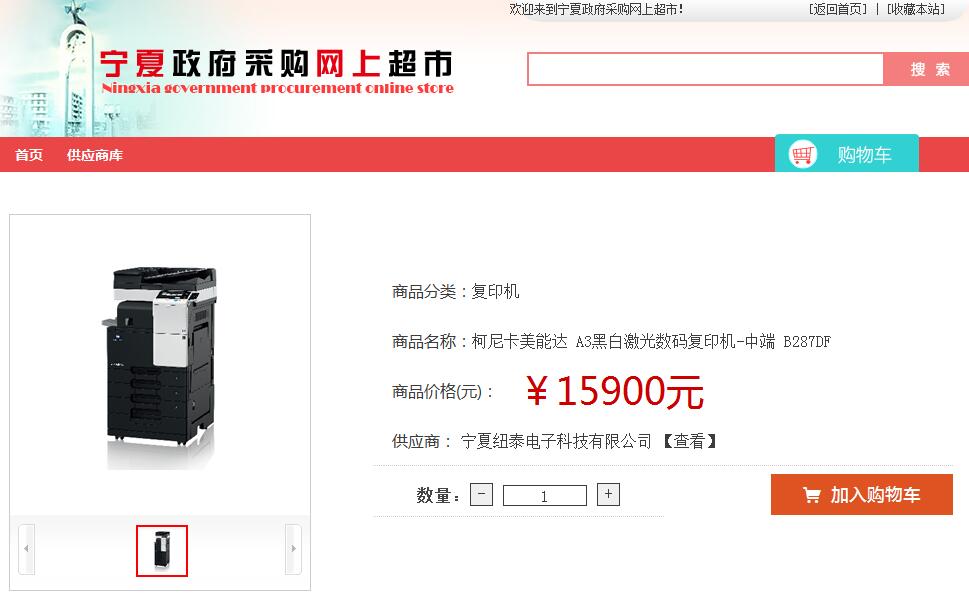 欢迎来到宁夏政府采购网上超市!
[返回首页] | [收藏本站]
宁夏政府采购网上超市
Ningxia government procurement online store
搜 索
首页 供应商库
购物车
商品分类：复印机
商品名称：柯尼卡美能达 A3黑白激光数码复印机-中端 B287DF
商品价格(元)： ￥15900元
供应商： 宁夏纽泰电子科技有限公司 【查看】
数量： − 1 +
加入购物车